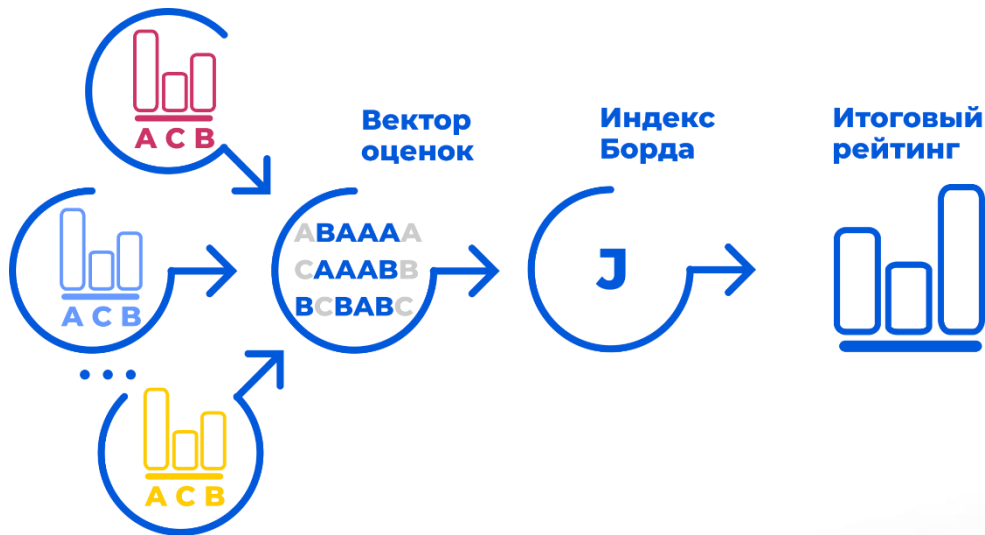 A C B
Вектор
оценок
Индекс
Борда
Итоговый
рейтинг
A C B
ABAAAA
CAAABB
BCBABC
J
A C B